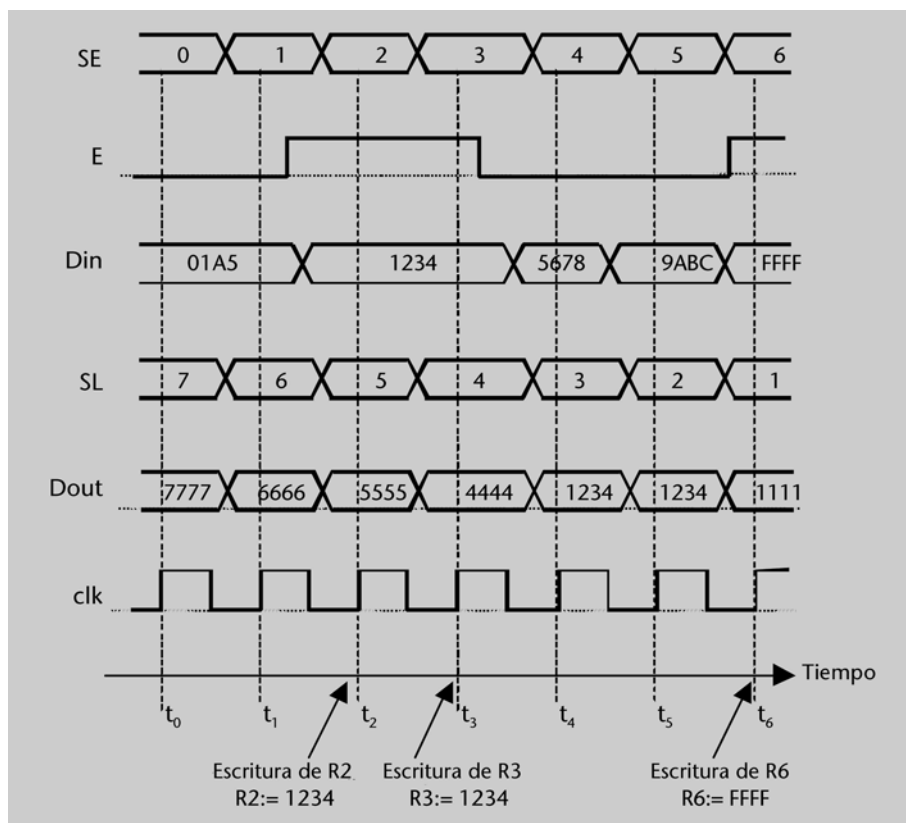 SE 0 1 2 3 4 5 6
E
Din 01A5 1234 5678 9ABC FFFF
SL 7 6 5 4 3 2 1
Dout 7777 6666 5555 4444 1234 1234 1111
clk
Tiempo
t0 t1 t2 t3 t4 t5 t6
Escritura de R2 Escritura de R3 Escritura de R6
R2:= 1234 R3:= 1234 R6:= FFFF